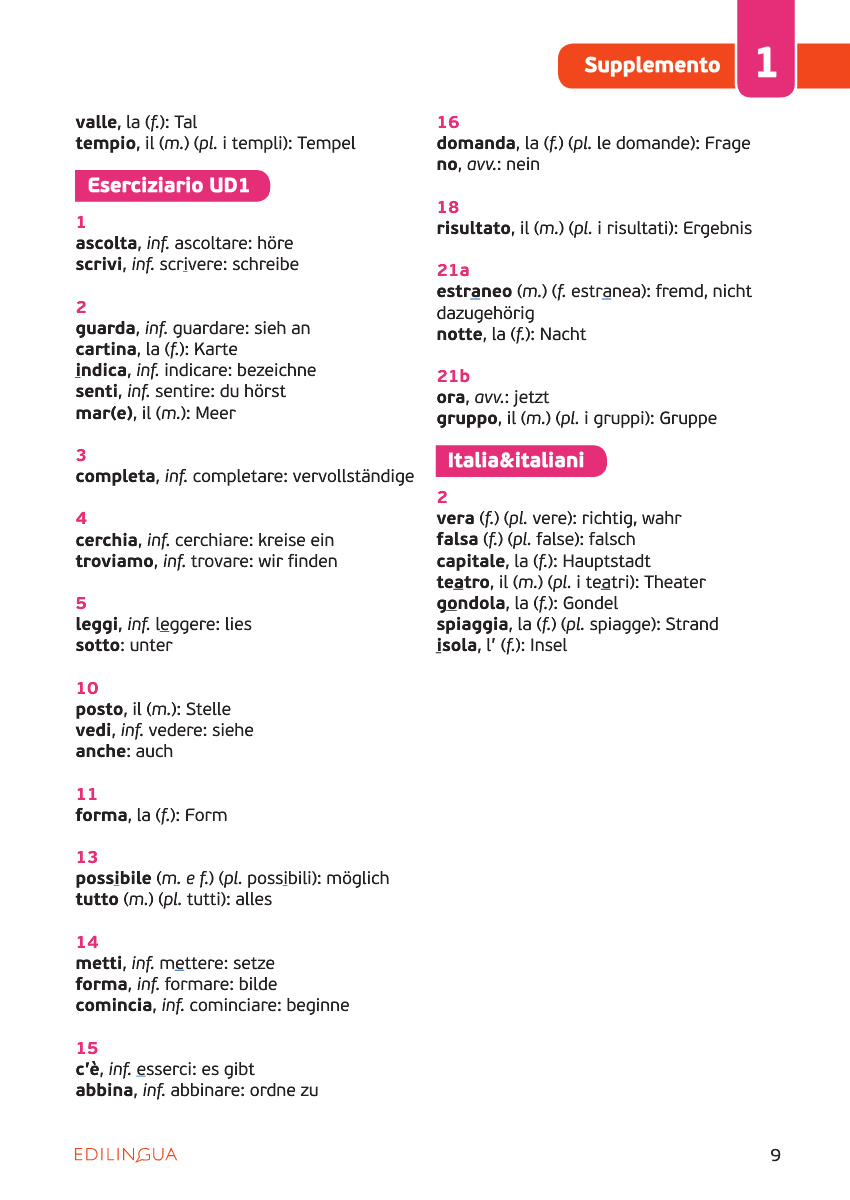 Supplemento 1
valle, la (f.): Tal
tempio, il (m.) (pl. i templi): Tempel
Eserciziario UD1
1
ascolta, inf. ascoltare: höre
scrivi, inf. scrivere: schreibe
2
guarda, inf. guardare: sieh an
cartina, la (f.): Karte
indica, inf. indicare: bezeichne
senti, inf. sentire: du hörst
mar(e), il (m.): Meer
3
completa, inf. completare: vervollständige
4
cerchia, inf. cerchiare: kreise ein
troviamo, inf. trovare: wir finden
5
leggi, inf. leggere: lies
sotto: unter
10
posto, il (m.): Stelle
vedi, inf. vedere: siehe
anche: auch
11
forma, la (f.): Form
13
possibile (m. e f.) (pl. possibili): möglich
tutto (m.) (pl. tutti): alles
14
metti, inf. mettere: setze
forma, inf. formare: bilde
comincia, inf. cominciare: beginne
15
c'è, inf. esserci: es gibt
abbina, inf. abbinare: ordne zu
16
domanda, la (f.) (pl. le domande): Frage
no, avv.: nein
18
risultato, il (m.) (pl. i risultati): Ergebnis
21a
estraneo (m.) (f. estranea): fremd, nicht
dazugehörig
notte, la (f.): Nacht
21b
ora, avv.: jetzt
gruppo, il (m.) (pl. i gruppi): Gruppe
Italia&italiani
2
vera (f.) (pl. vere): richtig, wahr
falsa (f.) (pl. false): falsch
capitale, la (f.): Hauptstadt
teatro, il (m.) (pl. i teatri): Theater
gondola, la (f.): Gondel
spiaggia, la (f.) (pl. spiagge): Strand
isola, l' (f.): Insel
EDILINGUA
9